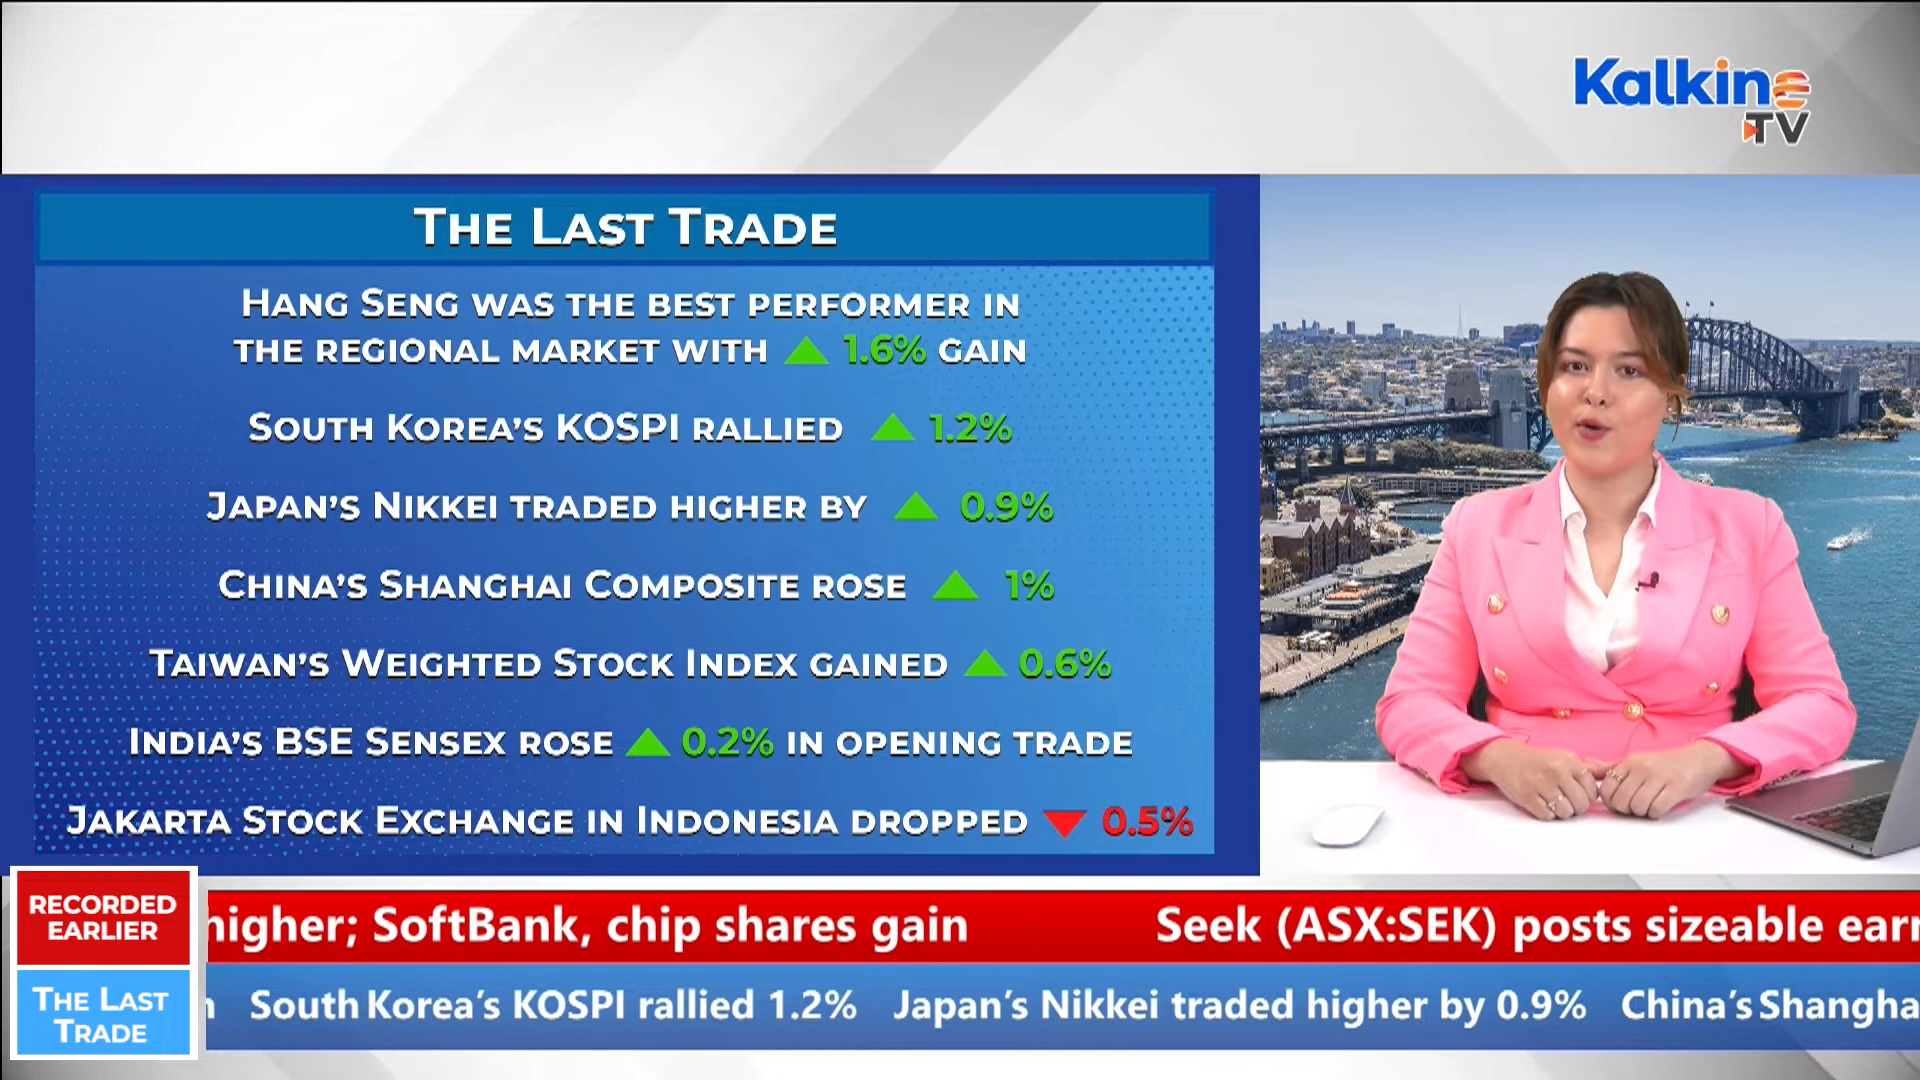 Kalkine
TV
THE LAST TRADE
HANG SENG WAS THE BEST PERFORMER IN
THE REGIONAL MARKET WITH ▲ 1.6% GAIN
SOUTH KOREA'S KOSPI RALLIED ▲ 1.2%
JAPAN'S NIKKEI TRADED HIGHER BY ▲ 0.9%
CHINA'S SHANGHAI COMPOSITE ROSE ▲ 1%
TAIWAN'S WEIGHTED STOCK INDEX GAINED ▲ 0.6%
INDIA'S BSE SENSEX ROSE ▲ 0.2% IN OPENING TRADE
JAKARTA STOCK EXCHANGE IN INDONESIA DROPPED ▼ 0.5%
RECORDED
EARLIER
higher; SoftBank, chip shares gain Seek (ASX:SEK) posts sizeable
THE LAST
TRADE
South Korea's KOSPI rallied 1.2% Japan's Nikkei traded higher by 0.9% China's